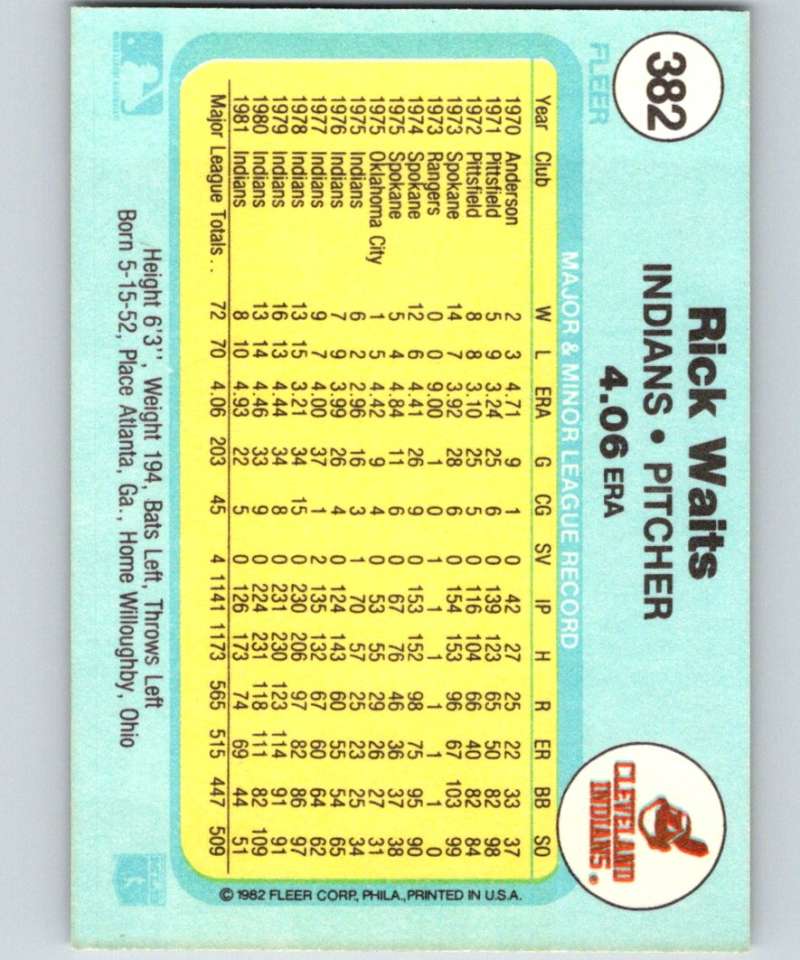 382
FLEER
Rick Waits
INDIANS • PITCHER
4.06 ERA
CLEVELAND
INDIANS
MAJOR & MINOR LEAGUE RECORD
Year Club W L ERA G CG SV IP H R ER BB SO
1970 Anderson 2 3 4.71 9 1 0 42 27 25 22 33 37
1971 Pittsfield 5 9 3.24 25 6 0 139 123 65 50 82 98
1972 Pittsfield 8 8 3.10 25 5 0 116 104 66 40 82 84
1973 Spokane 14 7 3.92 28 6 0 154 153 96 67 103 99
1973 Rangers 0 0 9.00 1 0 1 1 1 1 1 1 0
1974 Spokane 12 6 4.41 26 9 0 153 152 98 75 95 90
1975 Spokane 5 4 4.84 11 6 0 67 76 46 36 37 38
1975 Oklahoma City 1 5 4.42 9 4 0 53 55 29 26 27 31
1975 Indians 6 2 2.96 16 3 1 70 57 25 23 25 34
1976 Indians 7 9 3.99 26 4 0 124 143 60 55 54 65
1977 Indians 9 7 4.00 37 1 2 135 132 67 60 64 62
1978 Indians 13 15 3.21 34 15 0 230 206 97 82 86 97
1979 Indians 16 13 4.44 34 8 0 231 230 123 114 91 91
1980 Indians 13 14 4.46 33 9 0 224 231 118 111 82 109
1981 Indians 8 10 4.93 22 5 0 126 173 74 69 44 51
Major League Totals . . 72 70 4.06 203 45 4 1141 1173 565 515 447 509
© 1982 FLEER CORP., PHILA., PRINTED IN U.S.A.
Height 6'3'', Weight 194, Bats Left, Throws Left
Born 5-15-52, Place Atlanta, Ga., Home Willoughby, Ohio